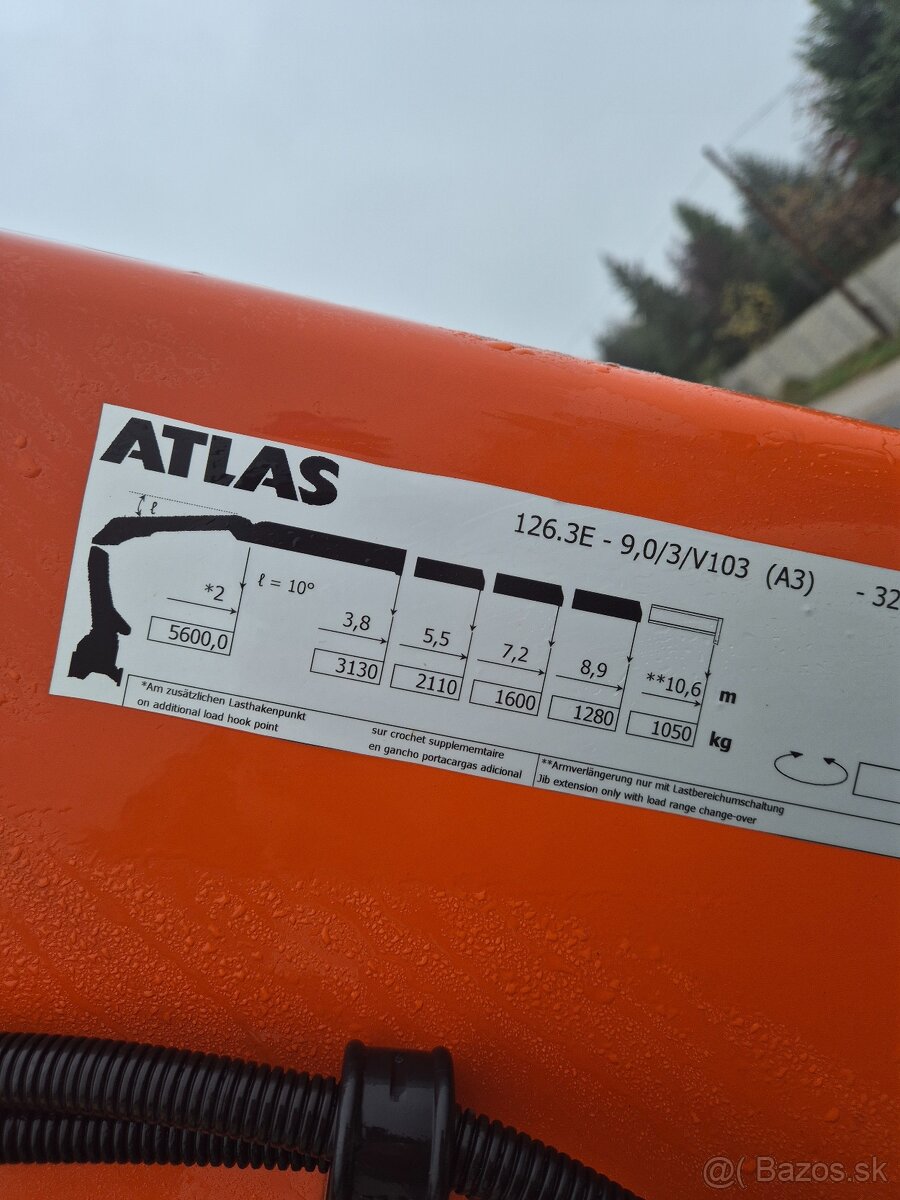 ATLAS
126.3E - 9,0/3/V103 (A3) - 32
ℓ
ℓ = 10°
*2 3,8 5,5 7,2 8,9 **10,6 m
5600,0 3130 2110 1600 1280 1050 kg
*Am zusätzlichen Lasthakenpunkt
on additional load hook point
sur crochet supplementaire
en gancho portacargas adicional
**Armverlängerung nur mit Lastbereichumschaltung
Jib extension only with load range change-over
@( Bazos.sk